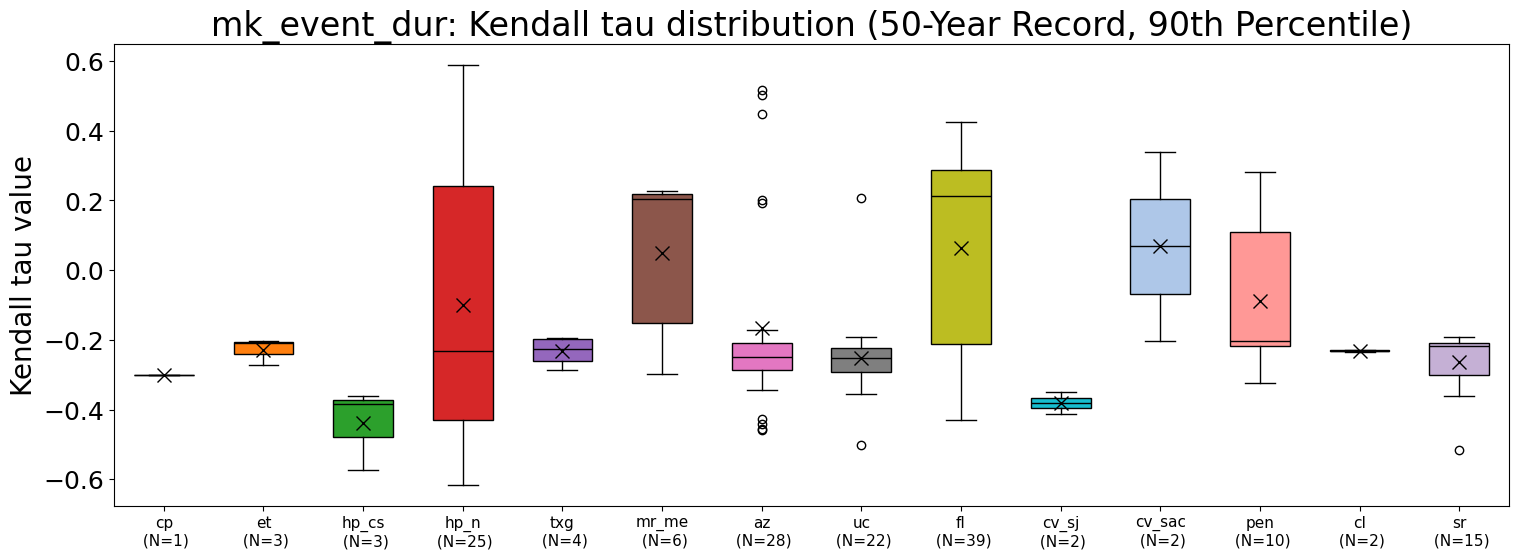 mk_event_dur: Kendall tau distribution (50-Year Record, 90th Percentile)
Kendall tau value
0.6
0.4
0.2
0.0
−0.2
−0.4
−0.6
cp et hp_cs hp_n txg mr_me az uc fl cv_sj cv_sac pen cl sr
(N=1) (N=3) (N=3) (N=25) (N=4) (N=6) (N=28) (N=22) (N=39) (N=2) (N=2) (N=10) (N=2) (N=15)